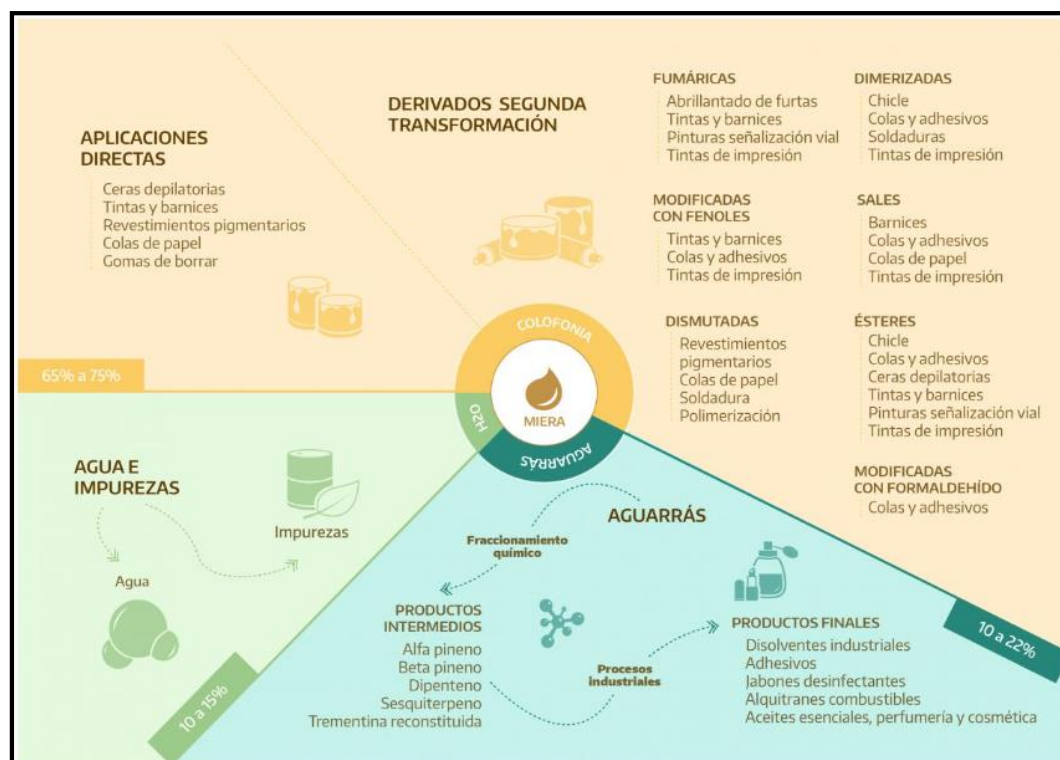 APLICACIONES
DIRECTAS
Ceras depilatorias
Tintas y barnices
Revestimientos pigmentarios
Colas de papel
Gomas de borrar
65% a 75%
DERIVADOS SEGUNDA
TRANSFORMACIÓN
FUMÁRICAS
Abrillantado de furtas
Tintas y barnices
Pinturas señalización vial
Tintas de impresión
DIMERIZADAS
Chicle
Colas y adhesivos
Soldaduras
Tintas de impresión
MODIFICADAS
CON FENOLES
Tintas y barnices
Colas y adhesivos
Tintas de impresión
SALES
Barnices
Colas y adhesivos
Colas de papel
Tintas de impresión
DISMUTADAS
Revestimientos
pigmentarios
Colas de papel
Soldadura
Polimerización
ÉSTERES
Chicle
Colas y adhesivos
Ceras depilatorias
Tintas y barnices
Pinturas señalización vial
Tintas de impresión
MODIFICADAS
CON FORMALDEHÍDO
Colas y adhesivos
COLOFONIA
MIERA
H2O
AGUARRÁS
AGUA E
IMPUREZAS
Impurezas
Agua
10 a 15%
AGUARRÁS
Fraccionamiento
químico
PRODUCTOS
INTERMEDIOS
Alfa pineno
Beta pineno
Dipenteno
Sesquiterpeno
Trementina reconstituida
Procesos
industriales
PRODUCTOS FINALES
Disolventes industriales
Adhesivos
Jabones desinfectantes
Alquitranes combustibles
Aceites esenciales, perfumería y cosmética
10 a 22%